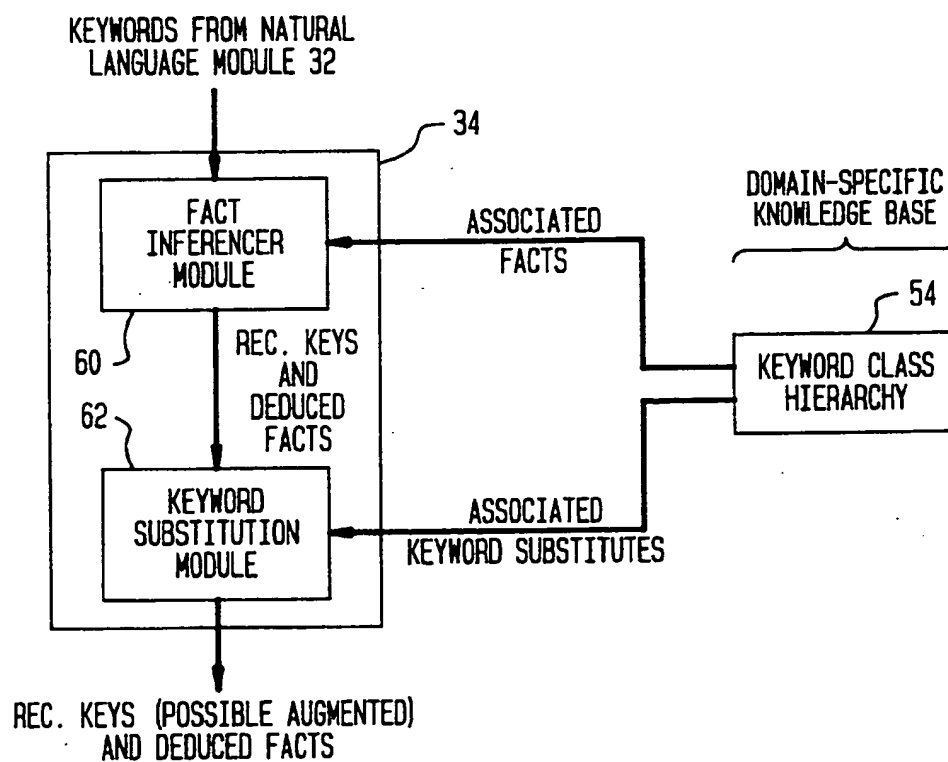 KEYWORDS FROM NATURAL
LANGUAGE MODULE 32
34
FACT
INFERENCER
MODULE
60
ASSOCIATED
FACTS
DOMAIN-SPECIFIC
KNOWLEDGE BASE
54
KEYWORD CLASS
HIERARCHY
REC. KEYS
AND
DEDUCED
FACTS
62
KEYWORD
SUBSTITUTION
MODULE
ASSOCIATED
KEYWORD SUBSTITUTES
REC. KEYS (POSSIBLE AUGMENTED)
AND DEDUCED FACTS